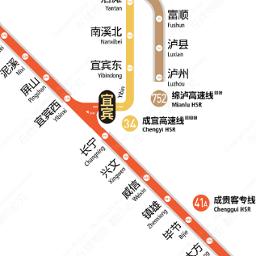 Yantan
富顺
Fushun
南溪北
Nanxibei
泸县
Luxian
宜宾东
Yibindong
泸州
Luzhou
泥溪
Nixi
屏山
Pingshan
宜宾西
Yibinxi
宜宾
Yibin
752
绵泸高速线
Mianlu HSR
34
成宜高速线
Chengyi HSR
长宁
Changning
兴文
Xingwen
威信
Weixin
41A
成贵客专线
Chenggui HSR
镇雄
Zhenxiong
毕节
Bijie
大方